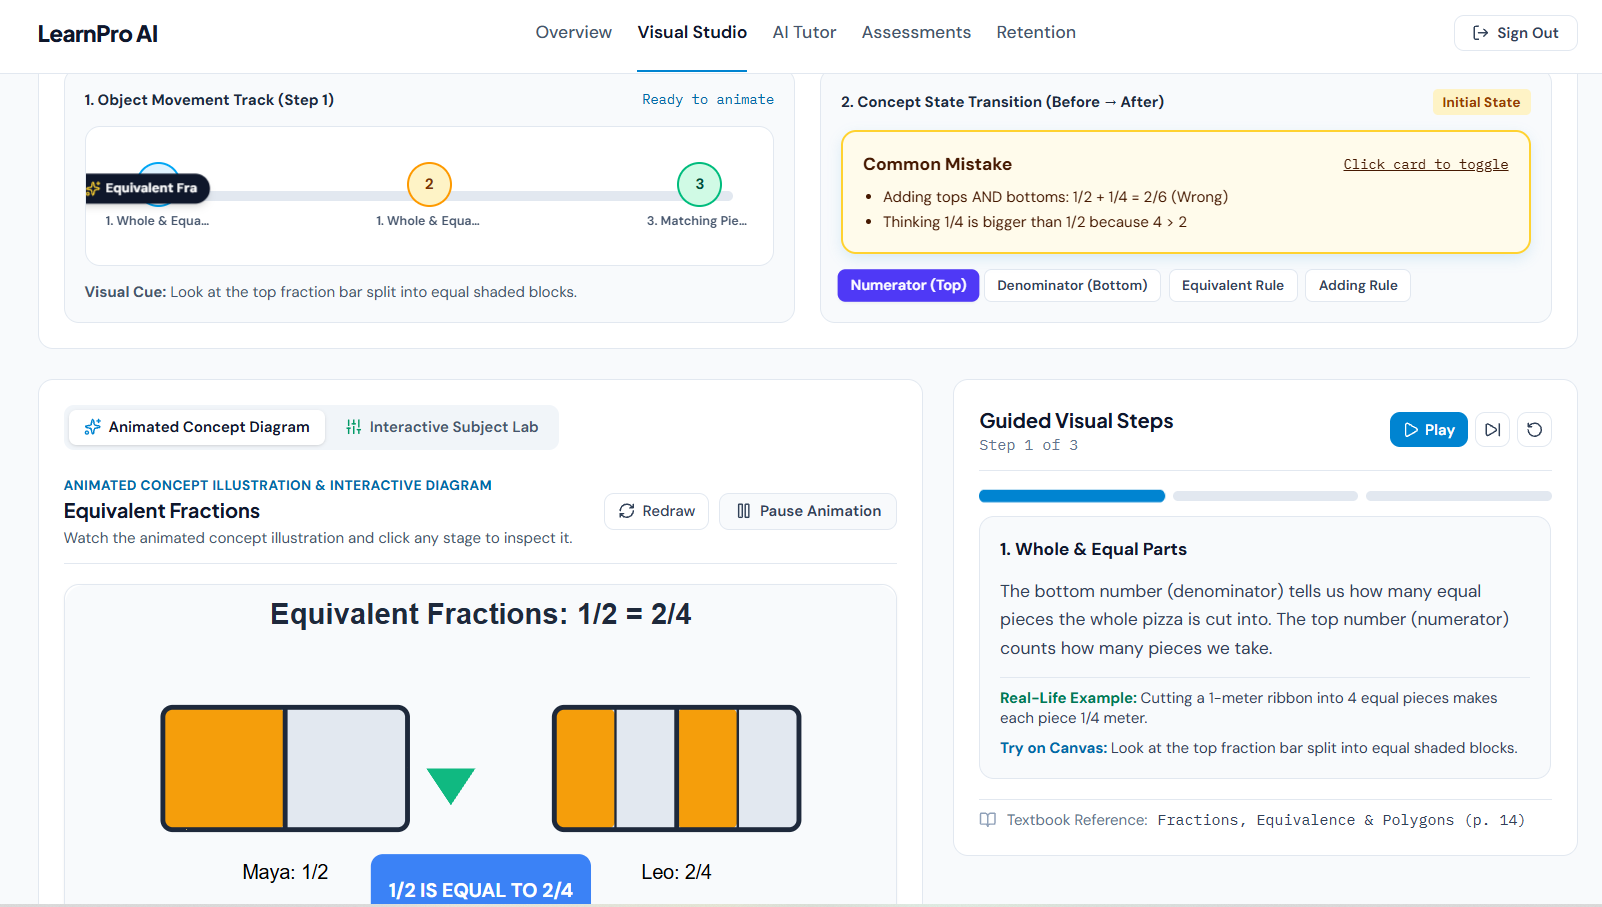 LearnPro AI
Overview
Visual Studio
AI Tutor
Assessments
Retention
Sign Out
1. Object Movement Track (Step 1)
Ready to animate
Equivalent Fra
2
3
1. Whole & Equa...
1. Whole & Equa...
3. Matching Pie...
Visual Cue: Look at the top fraction bar split into equal shaded blocks.
2. Concept State Transition (Before → After)
Initial State
Common Mistake
Click card to toggle
• Adding tops AND bottoms: 1/2 + 1/4 = 2/6 (Wrong)
• Thinking 1/4 is bigger than 1/2 because 4 > 2
Numerator (Top)
Denominator (Bottom)
Equivalent Rule
Adding Rule
Animated Concept Diagram
Interactive Subject Lab
ANIMATED CONCEPT ILLUSTRATION & INTERACTIVE DIAGRAM
Equivalent Fractions
Watch the animated concept illustration and click any stage to inspect it.
Redraw
Pause Animation
Equivalent Fractions: 1/2 = 2/4
Maya: 1/2
Leo: 2/4
1/2 IS EQUAL TO 2/4
Guided Visual Steps
Step 1 of 3
Play
1. Whole & Equal Parts
The bottom number (denominator) tells us how many equal
pieces the whole pizza is cut into. The top number (numerator)
counts how many pieces we take.
Real-Life Example: Cutting a 1-meter ribbon into 4 equal pieces makes
each piece 1/4 meter.
Try on Canvas: Look at the top fraction bar split into equal shaded blocks.
Textbook Reference: Fractions, Equivalence & Polygons (p. 14)